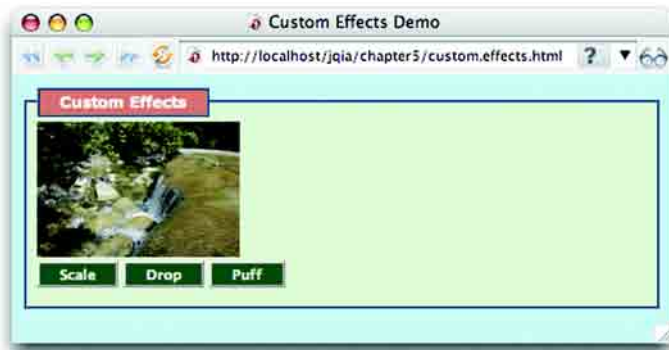 Custom Effects Demo
http://localhost/jqia/chapter5/custom.effects.html ?
Custom Effects
Scale Drop Puff